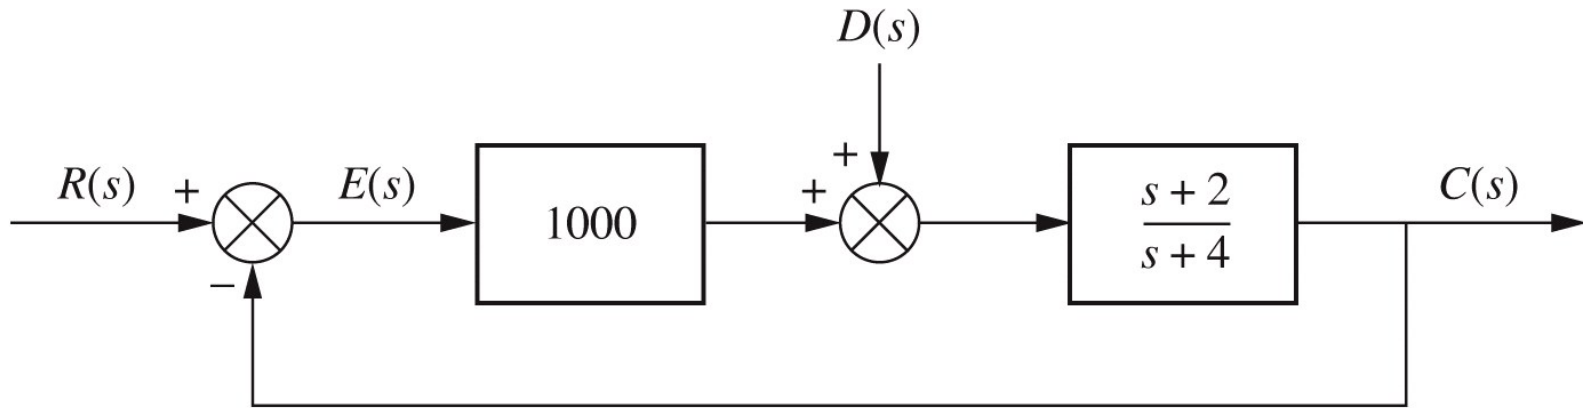 D(s)
R(s)
+
−
E(s)
1000
+
+
s + 2
s + 4
C(s)